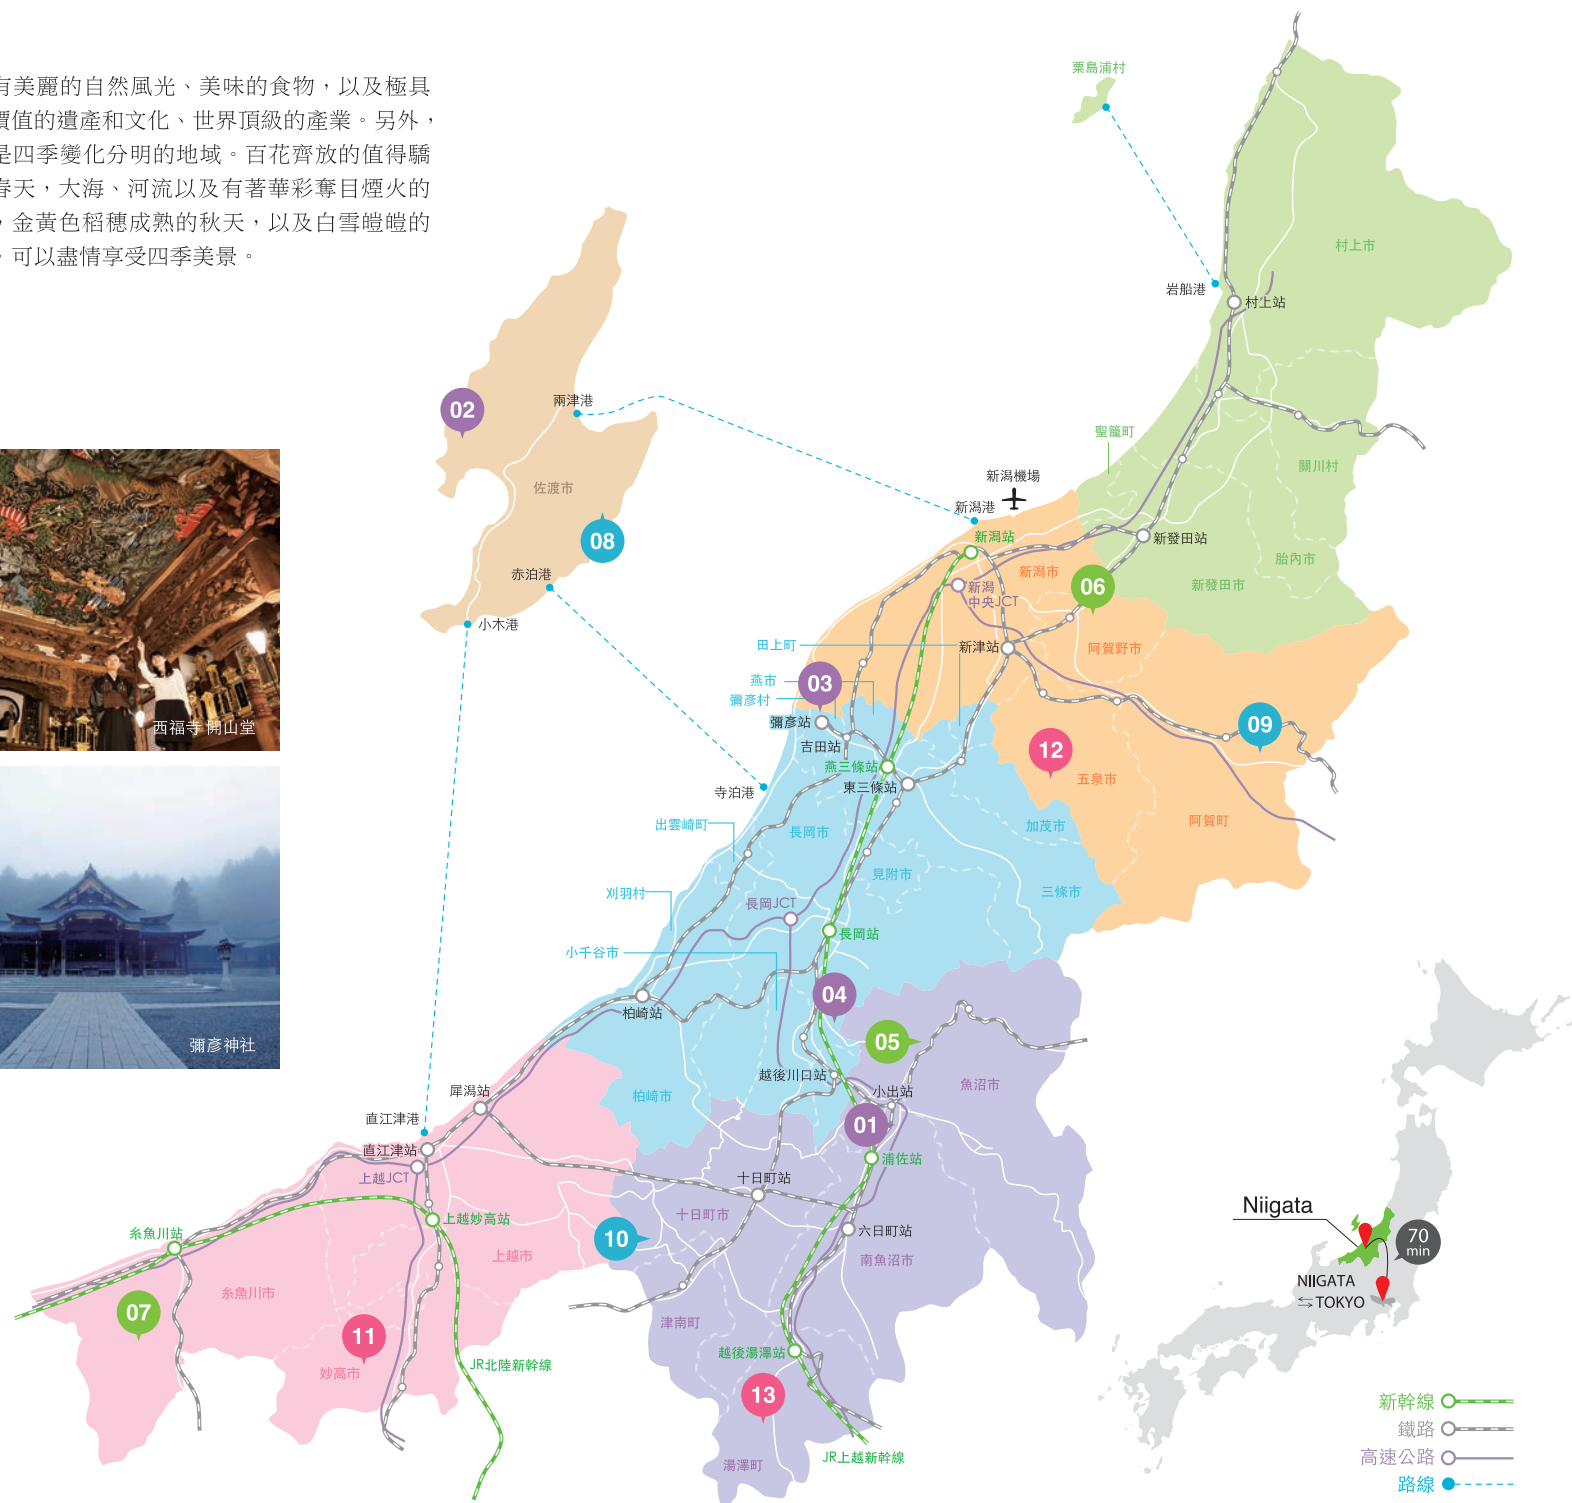 有美麗的自然風光、美味的食物，以及極具
價值的遺產和文化、世界頂級的產業。另外，
是四季變化分明的地域。百花齊放的值得驕
春天，大海、河流以及有著華彩奪目煙火的
，金黃色稻穗成熟的秋天，以及白雪皚皚的
，可以盡情享受四季美景。
西福寺 開山堂
彌彥神社
粟島浦村
岩船港
村上市
村上站
聖籠町
關川村
胎內市
新發田市
新發田站
新潟機場
新潟港
新潟站
新潟市
新潟
中央JCT
06
02
兩津港
佐渡市
08
赤泊港
小木港
田上町
新津站
阿賀野市
燕市
03
彌彥村
彌彥站
吉田站
燕三條站
東三條站
12
09
五泉市
阿賀町
寺泊港
出雲崎町
長岡市
加茂市
見附市
三條市
刈羽村
長岡JCT
長岡站
小千谷市
04
柏崎站
05
越後川口站
小出站
魚沼市
柏崎市
01
浦佐站
犀潟站
直江津港
直江津站
上越JCT
十日町站
十日町市
10
六日町站
南魚沼市
上越妙高站
上越市
糸魚川站
糸魚川市
07
11
妙高市
JR北陸新幹線
津南町
越後湯澤站
13
湯澤町
JR上越新幹線
Niigata
70
min
NIIGATA
⇆TOKYO
新幹線
鐵路
高速公路
路線